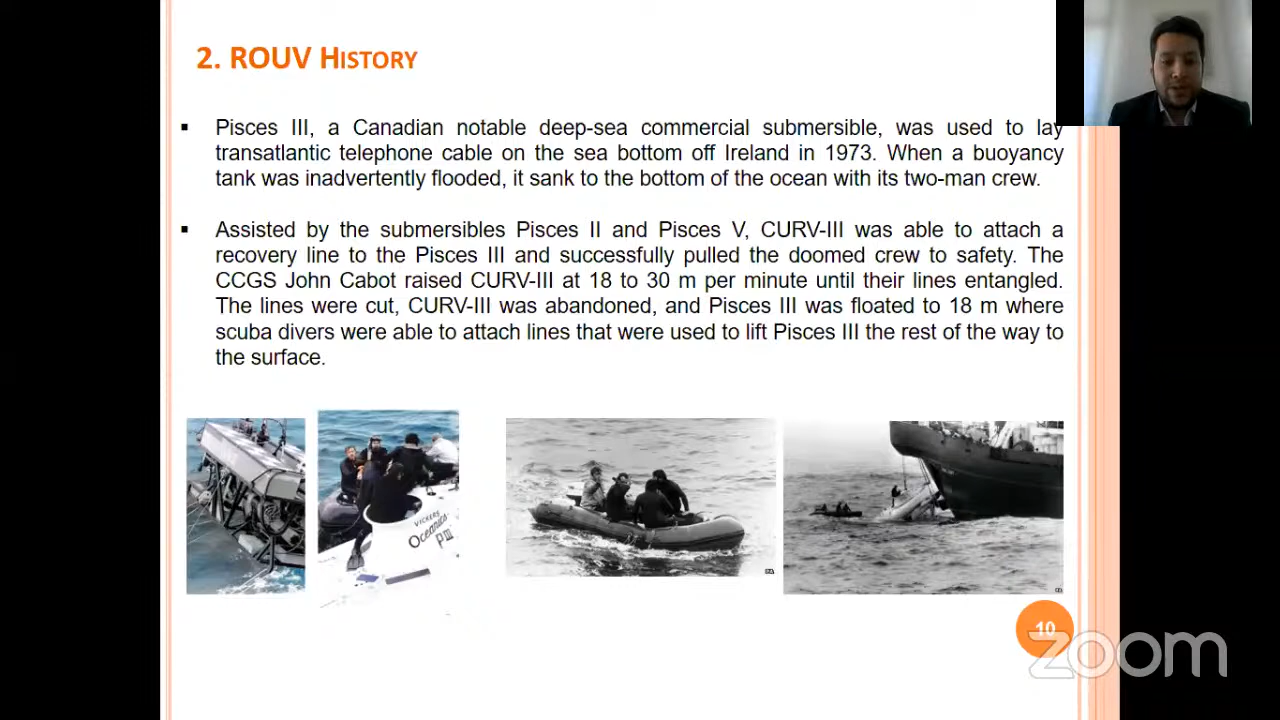 2. ROUV HISTORY
Pisces III, a Canadian notable deep-sea commercial submersible, was used to lay
transatlantic telephone cable on the sea bottom off Ireland in 1973. When a buoyancy
tank was inadvertently flooded, it sank to the bottom of the ocean with its two-man crew.
Assisted by the submersibles Pisces II and Pisces V, CURV-III was able to attach a
recovery line to the Pisces III and successfully pulled the doomed crew to safety. The
CCGS John Cabot raised CURV-III at 18 to 30 m per minute until their lines entangled.
The lines were cut, CURV-III was abandoned, and Pisces III was floated to 18 m where
scuba divers were able to attach lines that were used to lift Pisces III the rest of the way to
the surface.
VICKERS
Oceanics
PIII
10
zoom